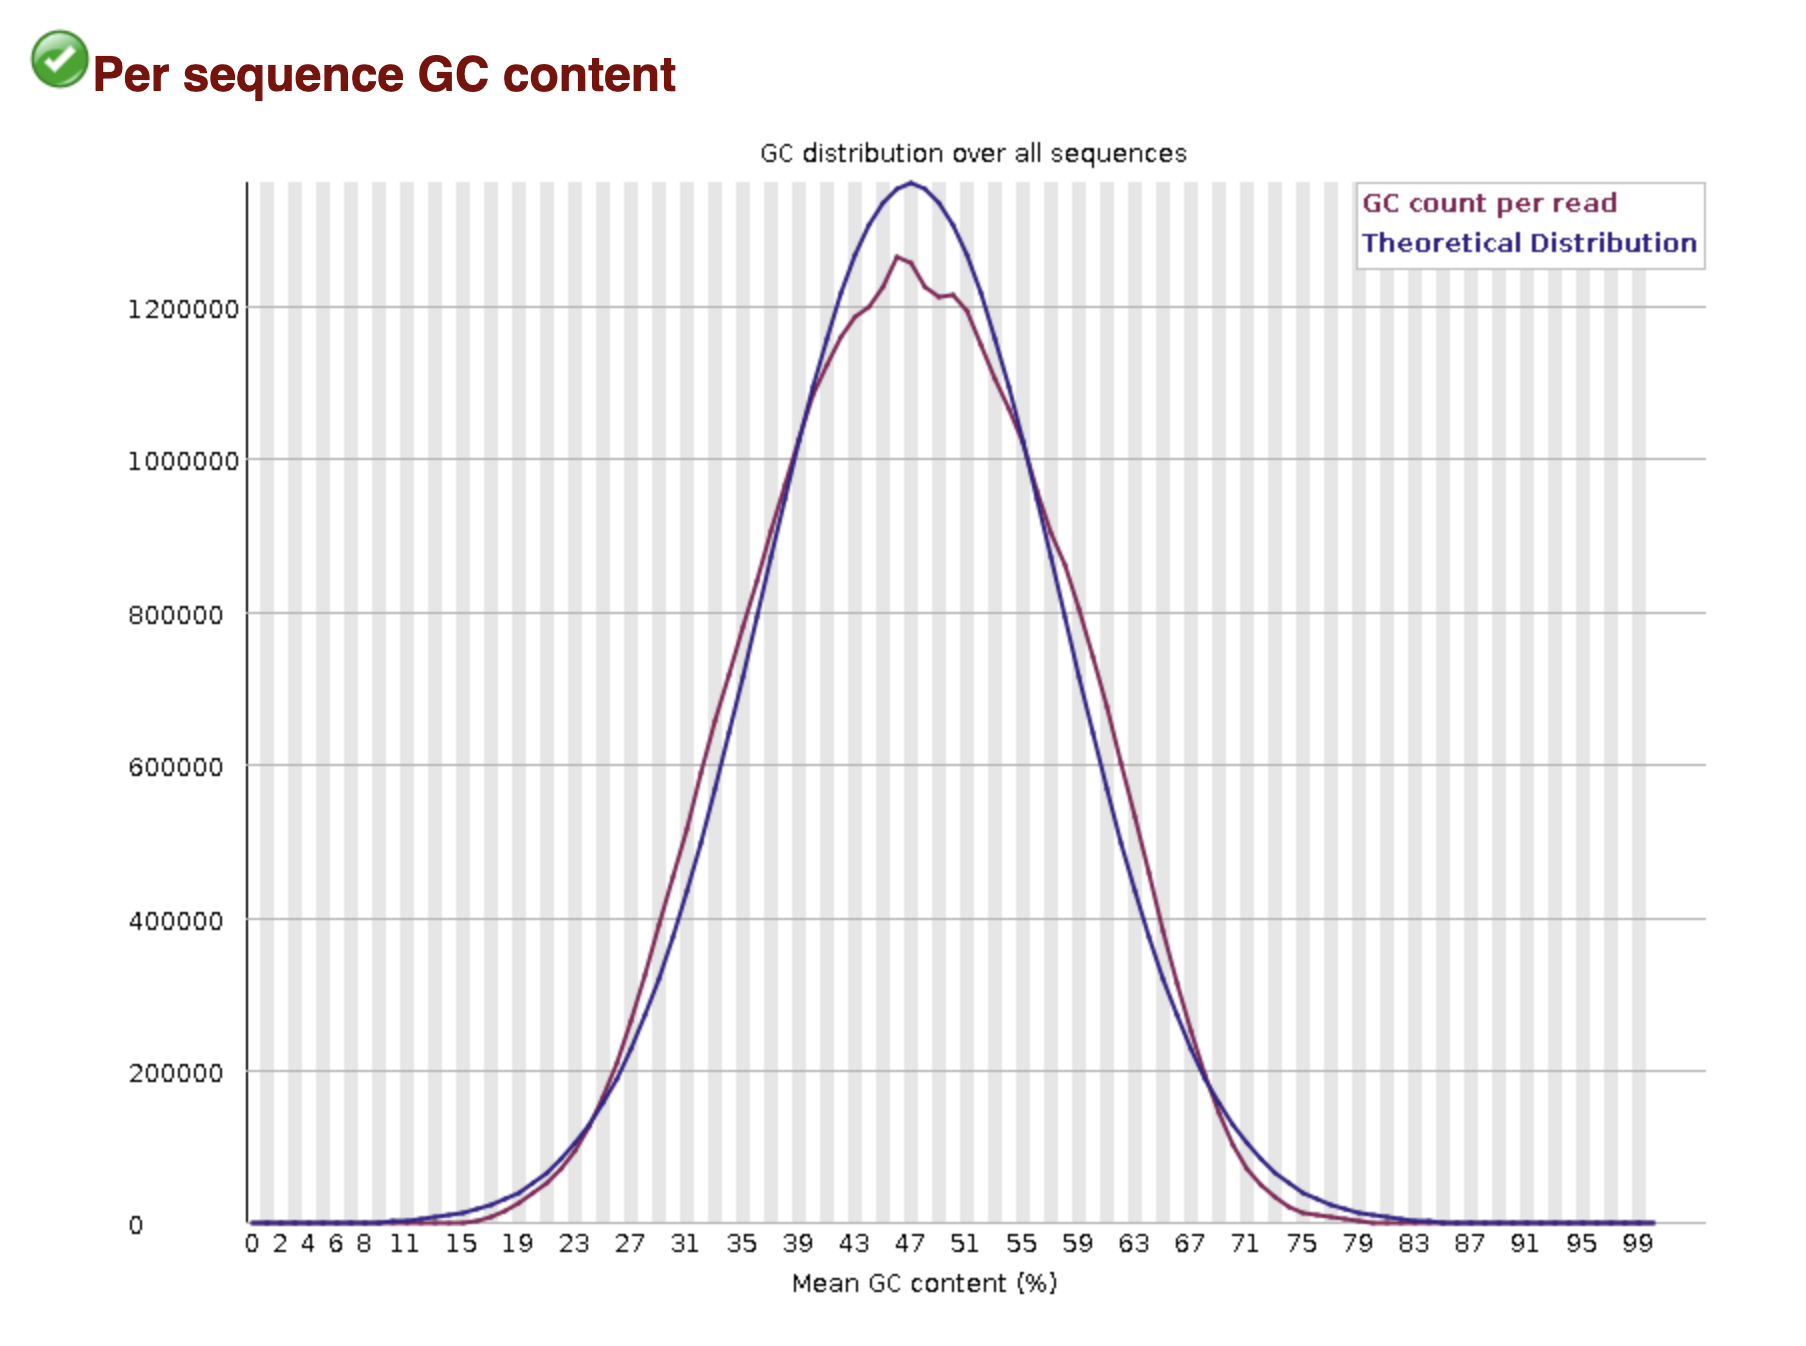 Per sequence GC content
GC distribution over all sequences
GC count per read
Theoretical Distribution
1200000
1000000
800000
600000
400000
200000
0
0 2 4 6 8 11 15 19 23 27 31 35 39 43 47 51 55 59 63 67 71 75 79 83 87 91 95 99
Mean GC content (%)